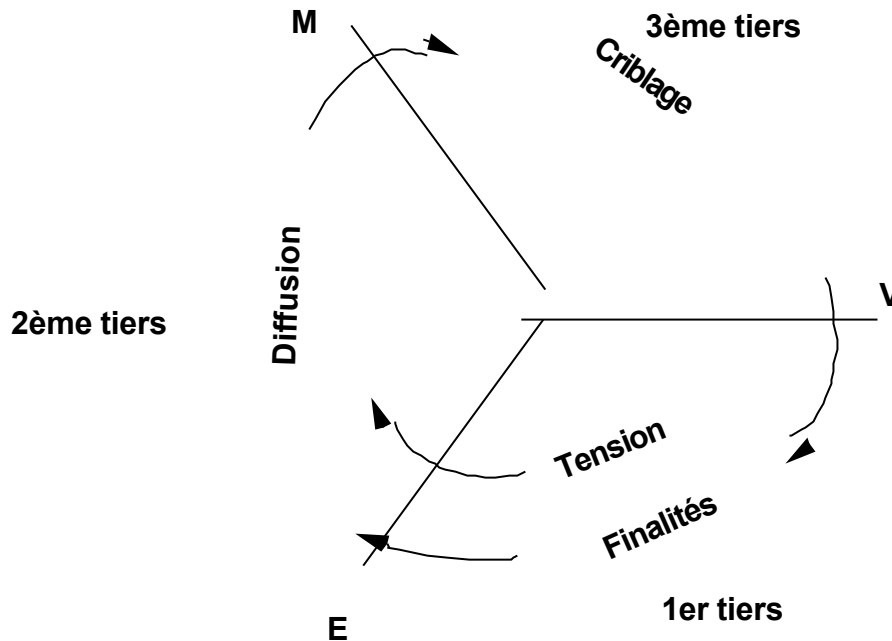 M
3ème tiers
Criblage
Diffusion
V
2ème tiers
Tension
Finalités
1er tiers
E